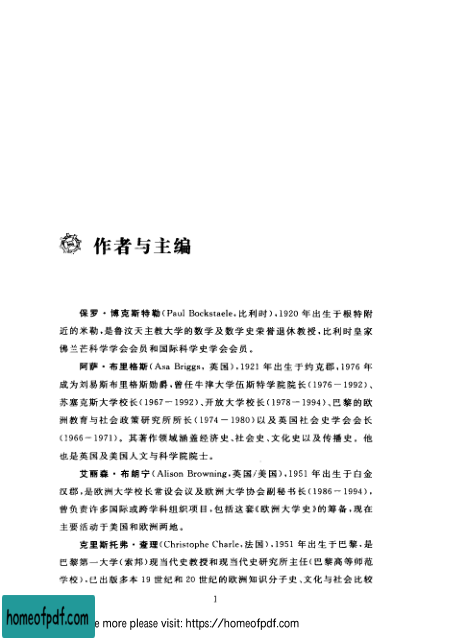 作者与主编
保罗·博克斯特勒(Paul Bockstaele,比利时),1920 年出生于根特附
近的米勒,是鲁汶天主教大学的数学及数学史荣誉退休教授,比利时皇家
佛兰芒科学学会会员和国际科学史学会会员。
阿萨·布里格斯(Asa Briggs,英国),1921 年出生于约克郡,1976 年
成为刘易斯布里格斯勋爵,曾任牛津大学伍斯特学院院长(1976－1992)、
苏塞克斯大学校长(1967－1992)、开放大学校长(1978－1994)、巴黎的欧
洲教育与社会政策研究所所长(1974－1980)以及英国社会史学会会长
(1966－1971)。其著作领域涵盖经济史、社会史、文化史以及传播史。他
也是英国及美国人文与科学院院士。
艾丽森·布朗宁(Alison Browning,英国/美国),1951 年出生于白金
汉郡,是欧洲大学校长常设会议及欧洲大学协会副秘书长(1986－1994),
曾负责许多国际或跨学科组织项目,包括这套《欧洲大学史》的筹备,现在
主要活动于美国和欧洲两地。
克里斯托弗·查理(Christophe Charle,法国),1951 年出生于巴黎,是
巴黎第一大学(索邦)现当代史教授和现当代史研究所主任(巴黎高等师范
学校),已出版多本 19 世纪和 20 世纪的欧洲知识分子史、文化与社会比较
1
homeofpdf.com
e more please visit: https://homeofpdf.com